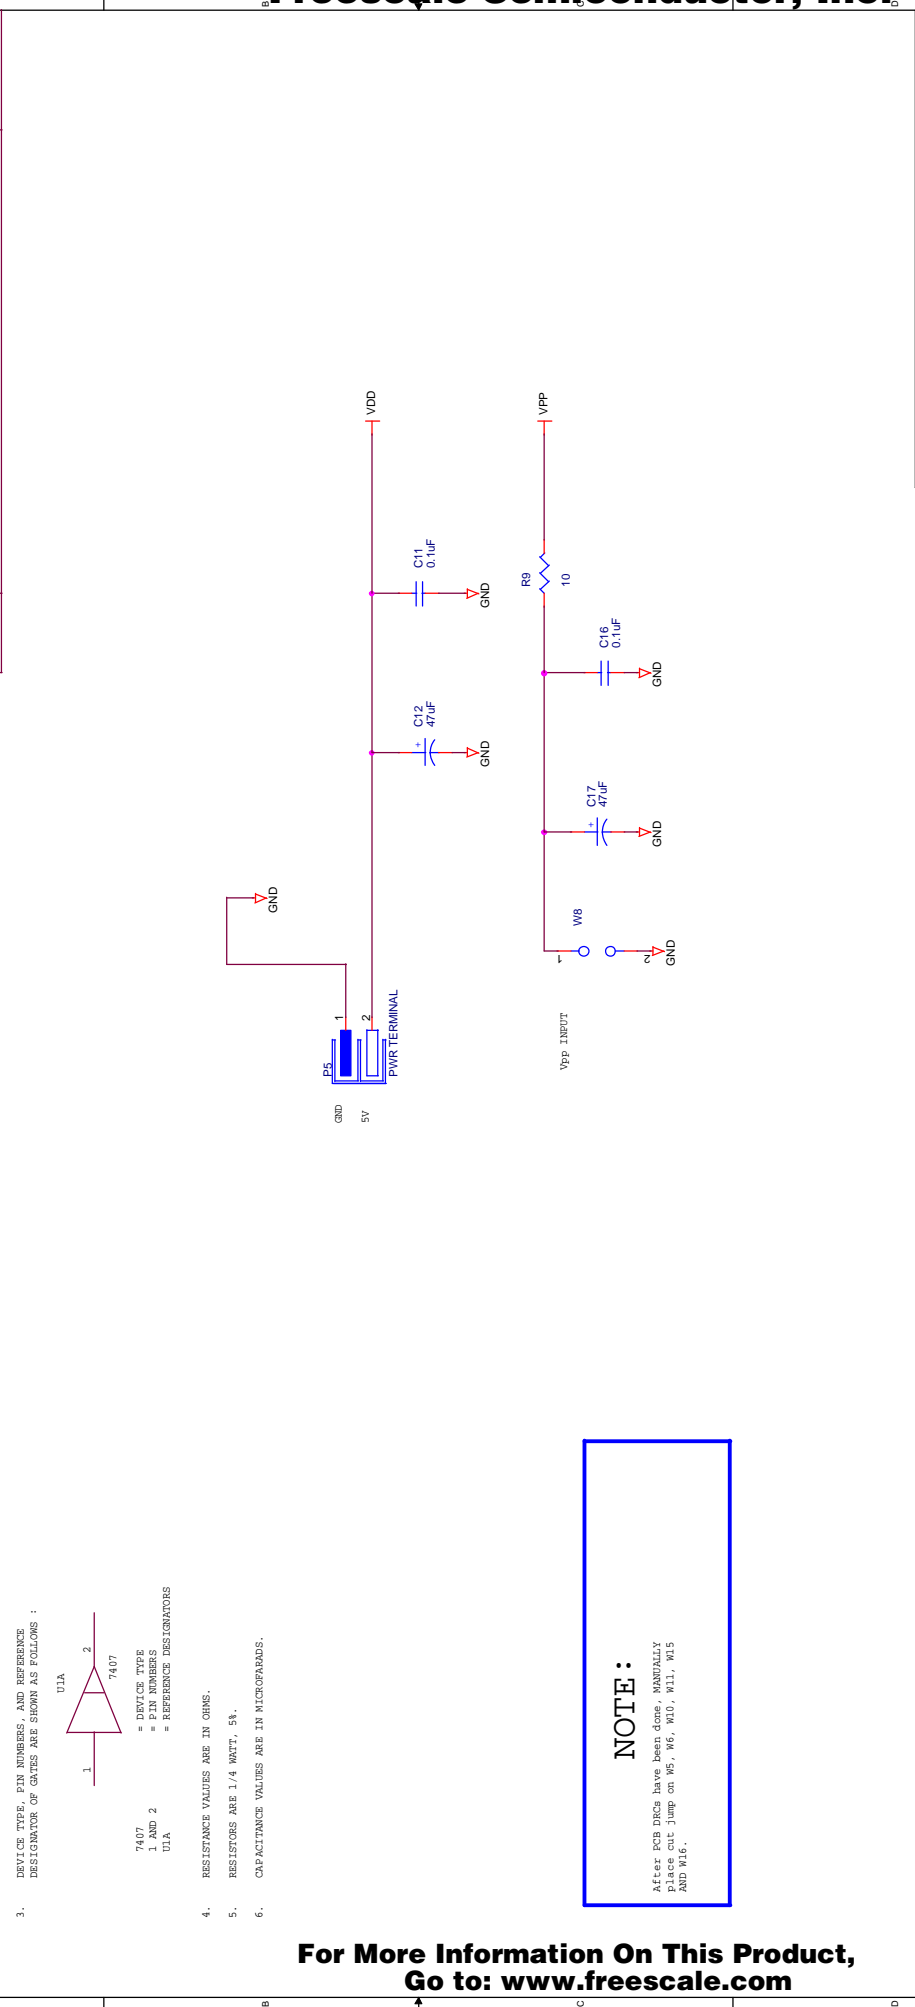 3. DEVICE TYPE, PIN NUMBERS, AND REFERENCE
DESIGNATOR OF GATES ARE SHOWN AS FOLLOWS :
U1A
1
2
7407
7407 = DEVICE TYPE
1 AND 2 = PIN NUMBERS
U1A = REFERENCE DESIGNATORS
4. RESISTANCE VALUES ARE IN OHMS.
5. RESISTORS ARE 1/4 WATT, 5%.
6. CAPACITANCE VALUES ARE IN MICROFARADS.
GND
P5
1
GND
5V
2
PWR TERMINAL
VDD
C12
47uF
+
GND
C11
0.1uF
GND
Vpp INPUT
1
W8
2
GND
C17
47uF
+
GND
C16
0.1uF
GND
R9
10
VPP
NOTE:
After PCB DRCs have been done, MANUALLY
place cut jump on W5, W6, W10, W11, W15
AND W16.
B
C
D
B
D
For More Information On This Product,
Go to: www.freescale.com